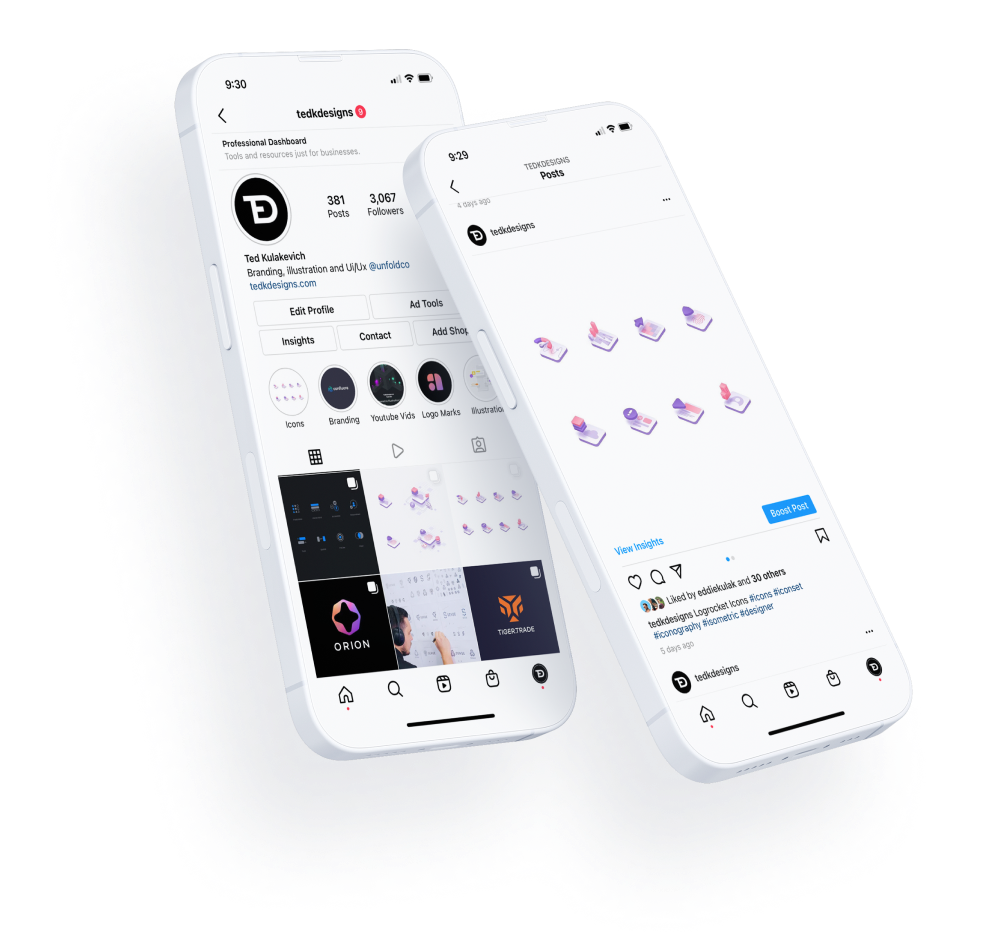 9:30
tedkdesigns 9
Professional Dashboard
Tools and resources just for businesses.
TD
381 3,067
Posts Followers
Ted Kulakevich
Branding, illustration and Ui/Ux @unfoldco
tedkdesigns.com
Edit Profile Ad Tools
Insights Contact Add Shop
Icons Branding Youtube Vids Logo Marks Illustration
ORION
TIGERTRADE
9:29
TEDKDESIGNS
Posts
4 days ago
tedkdesigns
Boost Post
View Insights
Liked by eddiekulak and 30 others
tedkdesigns Logrocket Icons #icons #iconset
#iconography #isometric #designer
5 days ago
tedkdesigns